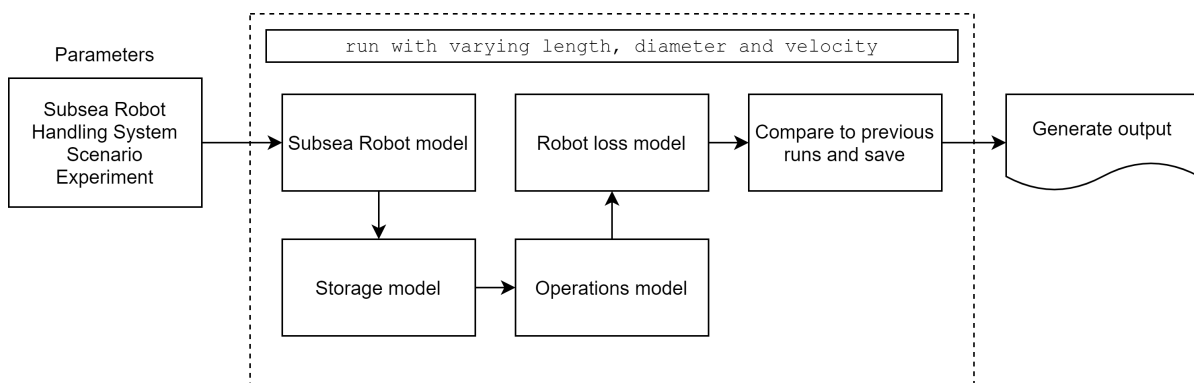 Parameters
Subsea Robot
Handling System
Scenario
Experiment
run with varying length, diameter and velocity
Subsea Robot model
Storage model
Operations model
Robot loss model
Compare to previous
runs and save
Generate output